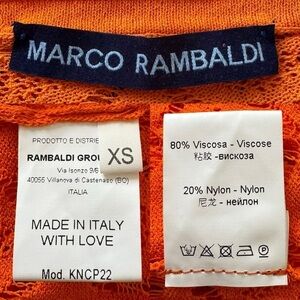 MARCO RAMBALDI
PRODOTTO E DISTRIB
RAMBALDI GROU
Via Isonzo 9/6
40055 Villanova di Castenaso (BO)
ITALIA
XS
MADE IN ITALY
WITH LOVE
Mod. KNCP22
80% Viscosa - Viscose
粘胶 -вискоза
20% Nylon - Nylon
尼龙 - нейлон